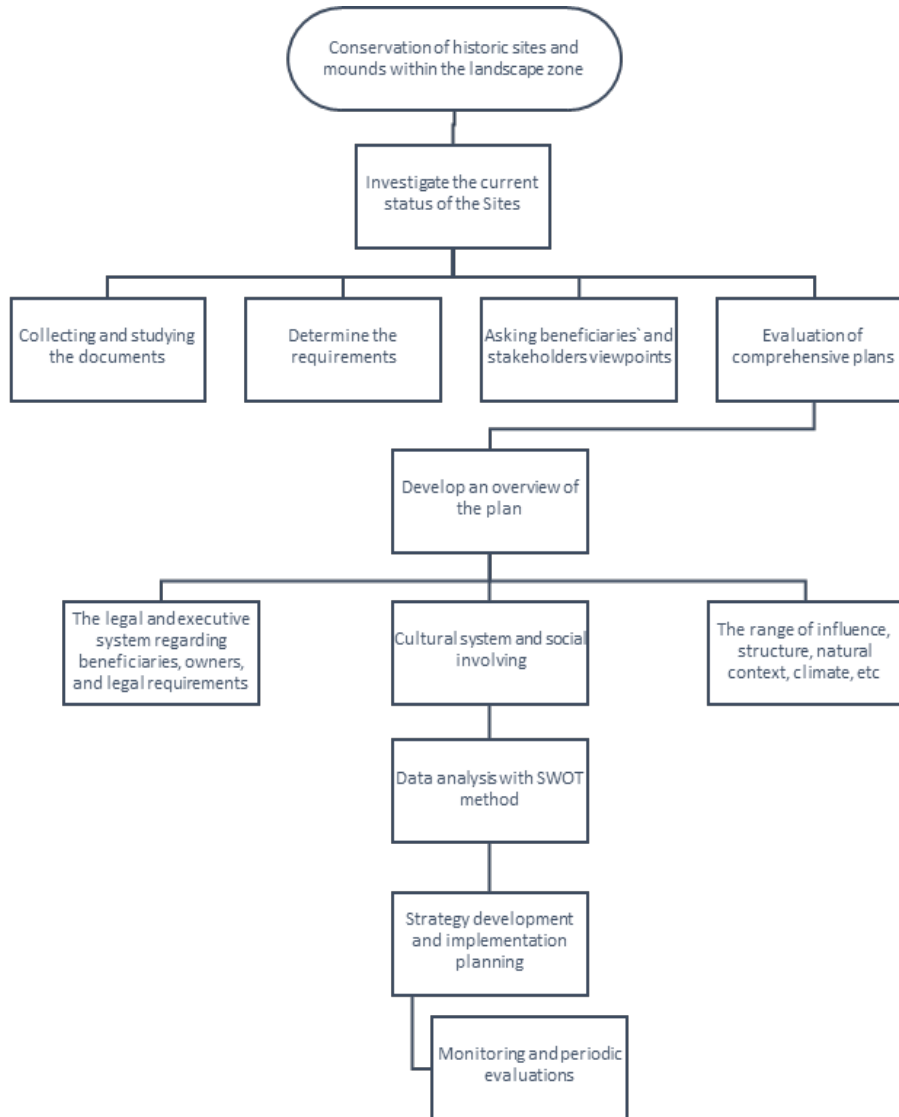 Conservation of historic sites and
mounds within the landscape zone
Investigate the current
status of the Sites
Collecting and studying
the documents
Determine the
requirements
Asking beneficiaries` and
stakeholders viewpoints
Evaluation of
comprehensive plans
Develop an overview of
the plan
The legal and executive
system regarding
beneficiaries, owners,
and legal requirements
Cultural system and social
involving
The range of influence,
structure, natural
context, climate, etc
Data analysis with SWOT
method
Strategy development
and implementation
planning
Monitoring and periodic
evaluations